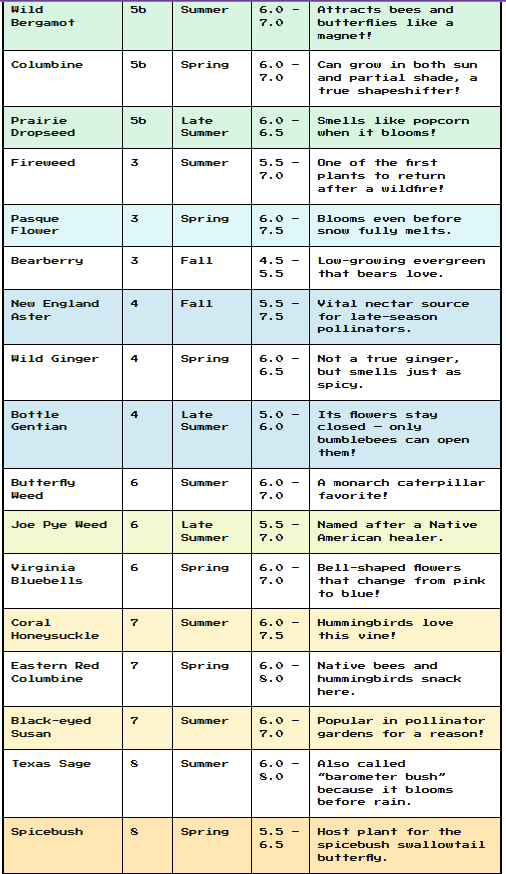 Wild Bergamot 5b Summer 6.0 – 7.0 Attracts bees and butterflies like a magnet!
Columbine 5b Spring 6.0 – 7.0 Can grow in both sun and partial shade, a true shapeshifter!
Prairie Dropseed 5b Late Summer 6.0 – 6.5 Smells like popcorn when it blooms!
Fireweed 3 Summer 5.5 – 7.0 One of the first plants to return after a wildfire!
Pasque Flower 3 Spring 6.0 – 7.5 Blooms even before snow fully melts.
Bearberry 3 Fall 4.5 – 5.5 Low-growing evergreen that bears love.
New England Aster 4 Fall 5.5 – 7.5 Vital nectar source for late-season pollinators.
Wild Ginger 4 Spring 6.0 – 6.5 Not a true ginger, but smells just as spicy.
Bottle Gentian 4 Late Summer 5.0 – 6.0 Its flowers stay closed — only bumblebees can open them!
Butterfly Weed 6 Summer 6.0 – 7.0 A monarch caterpillar favorite!
Joe Pye Weed 6 Late Summer 5.5 – 7.0 Named after a Native American healer.
Virginia Bluebells 6 Spring 6.0 – 7.0 Bell-shaped flowers that change from pink to blue!
Coral Honeysuckle 7 Summer 6.0 – 7.5 Hummingbirds love this vine!
Eastern Red Columbine 7 Spring 6.0 – 8.0 Native bees and hummingbirds snack here.
Black-eyed Susan 7 Summer 6.0 – 7.0 Popular in pollinator gardens for a reason!
Texas Sage 8 Summer 6.0 – 8.0 Also called “barometer bush” because it blooms before rain.
Spicebush 8 Spring 5.5 – 6.5 Host plant for the spicebush swallowtail butterfly.